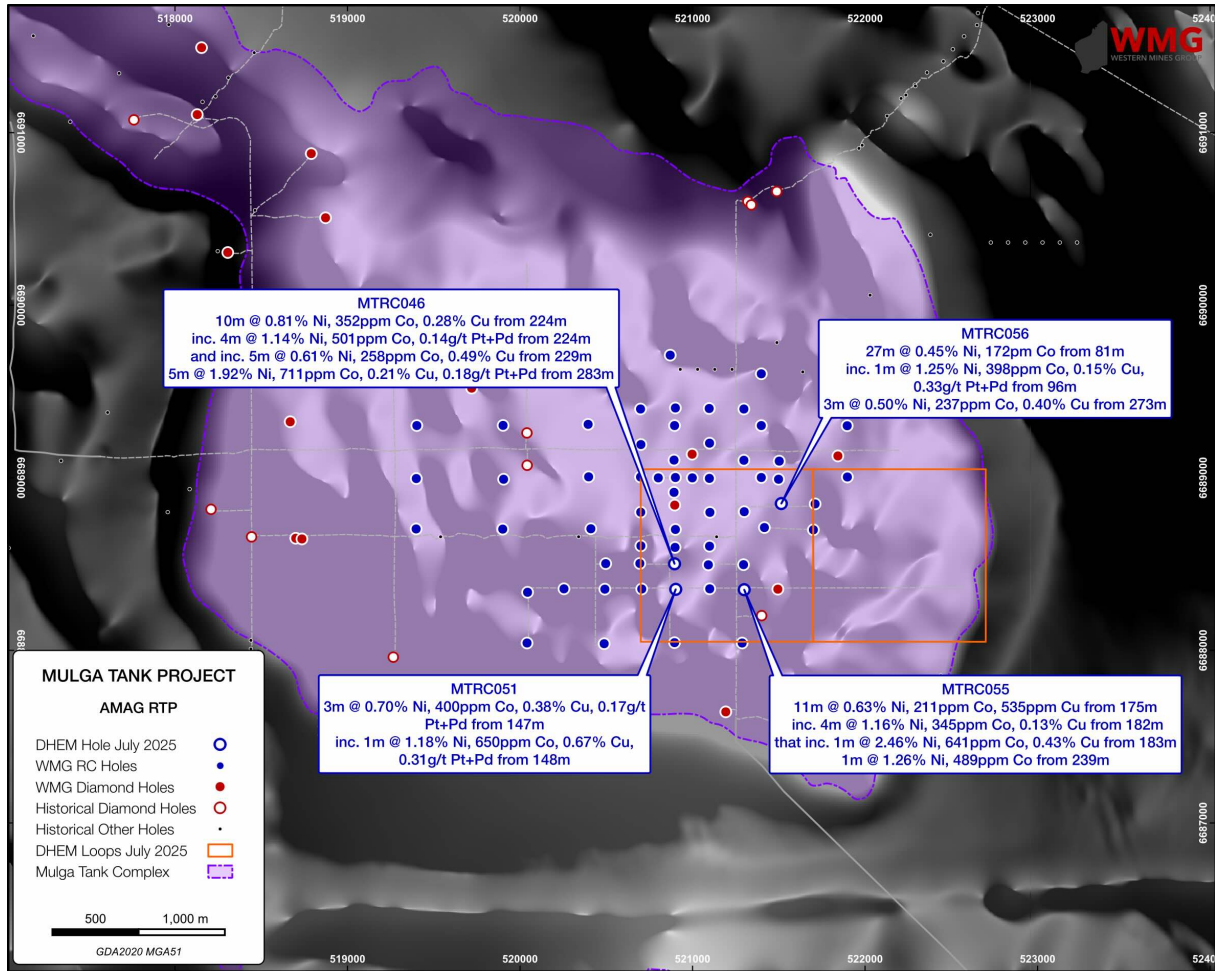 518000
519000
520000
521000
522000
523000
5240
WMG
WESTERN MINES GROUP
6691000
6691000
6690000
6690000
MTRC046
10m @ 0.81% Ni, 352ppm Co, 0.28% Cu from 224m
inc. 4m @ 1.14% Ni, 501ppm Co, 0.14g/t Pt+Pd from 224m
and inc. 5m @ 0.61% Ni, 258ppm Co, 0.49% Cu from 229m
5m @ 1.92% Ni, 711ppm Co, 0.21% Cu, 0.18g/t Pt+Pd from 283m
MTRC056
27m @ 0.45% Ni, 172pm Co from 81m
inc. 1m @ 1.25% Ni, 398ppm Co, 0.15% Cu,
0.33g/t Pt+Pd from 96m
3m @ 0.50% Ni, 237ppm Co, 0.40% Cu from 273m
6689000
6689000
6688000
MTRC051
3m @ 0.70% Ni, 400ppm Co, 0.38% Cu, 0.17g/t
Pt+Pd from 147m
inc. 1m @ 1.18% Ni, 650ppm Co, 0.67% Cu,
0.31g/t Pt+Pd from 148m
MTRC055
11m @ 0.63% Ni, 211ppm Co, 535ppm Cu from 175m
inc. 4m @ 1.16% Ni, 345ppm Co, 0.13% Cu from 182m
that inc. 1m @ 2.46% Ni, 641ppm Co, 0.43% Cu from 183m
1m @ 1.26% Ni, 489ppm Co from 239m
6687000
MULGA TANK PROJECT
AMAG RTP
DHEM Hole July 2025
WMG RC Holes
WMG Diamond Holes
Historical Diamond Holes
Historical Other Holes
DHEM Loops July 2025
Mulga Tank Complex
500
1,000 m
GDA2020 MGA51
519000
520000
521000
522000
523000
5240